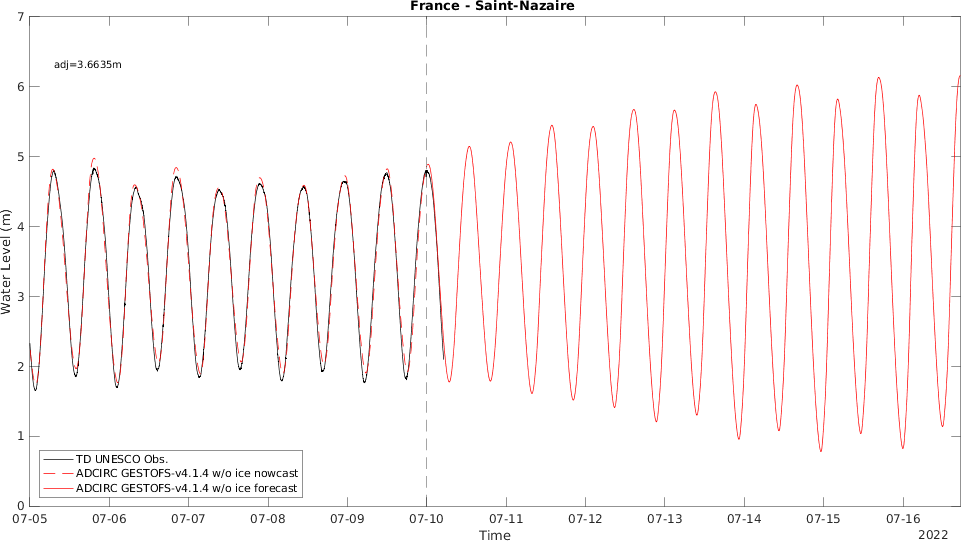 France - Saint-Nazaire
7
adj=3.6635m
6
5
4
3
2
1
0
Water Level (m)
TD UNESCO Obs.
ADCIRC GESTOFS-v4.1.4 w/o ice nowcast
ADCIRC GESTOFS-v4.1.4 w/o ice forecast
07-05 07-06 07-07 07-08 07-09 07-10 07-11 07-12 07-13 07-14 07-15 07-16
Time
2022